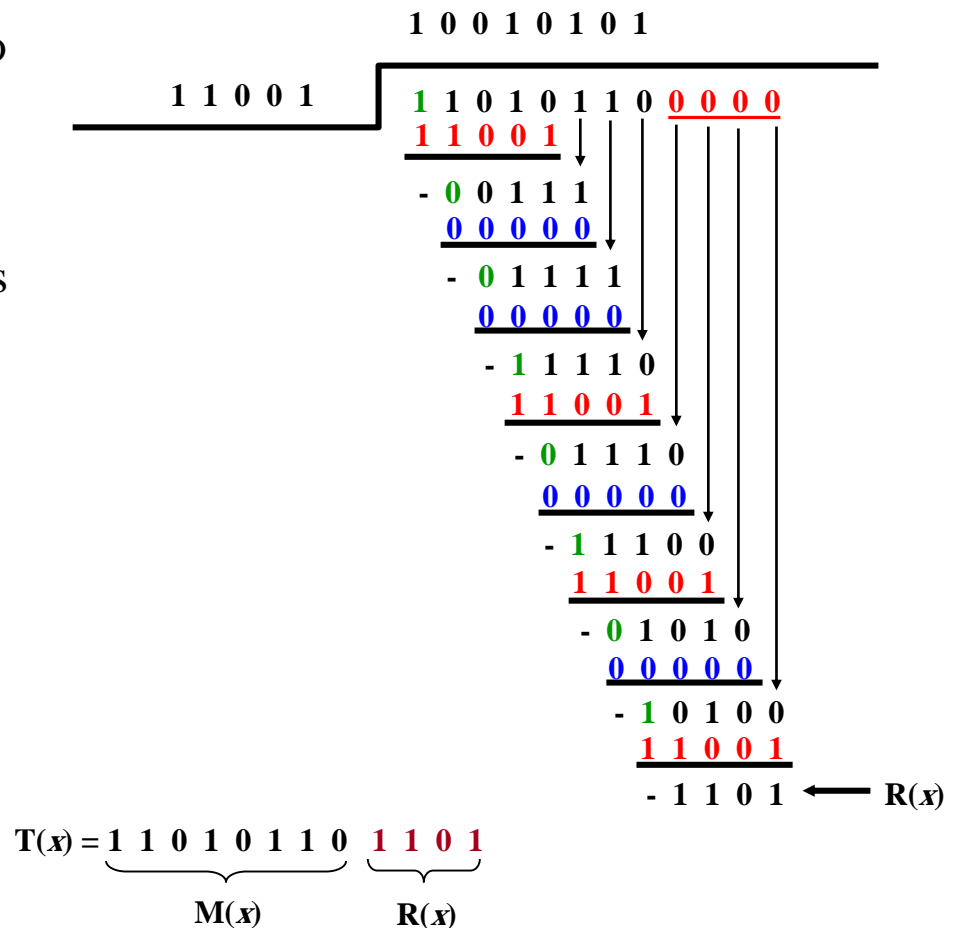 1 0 0 1 0 1 0 1
1 1 0 0 1
1 1 0 1 0 1 1 0 0 0 0 0
1 1 0 0 1
- 0 0 1 1 1
0 0 0 0 0
- 0 1 1 1 1
s
0 0 0 0 0
- 1 1 1 1 0
1 1 0 0 1
- 0 1 1 1 0
0 0 0 0 0
- 1 1 1 0 0
1 1 0 0 1
- 0 1 0 1 0
0 0 0 0 0
- 1 0 1 0 0
1 1 0 0 1
- 1 1 0 1
R(x)
T(x) = 1 1 0 1 0 1 1 0 1 1 0 1
M(x) R(x)